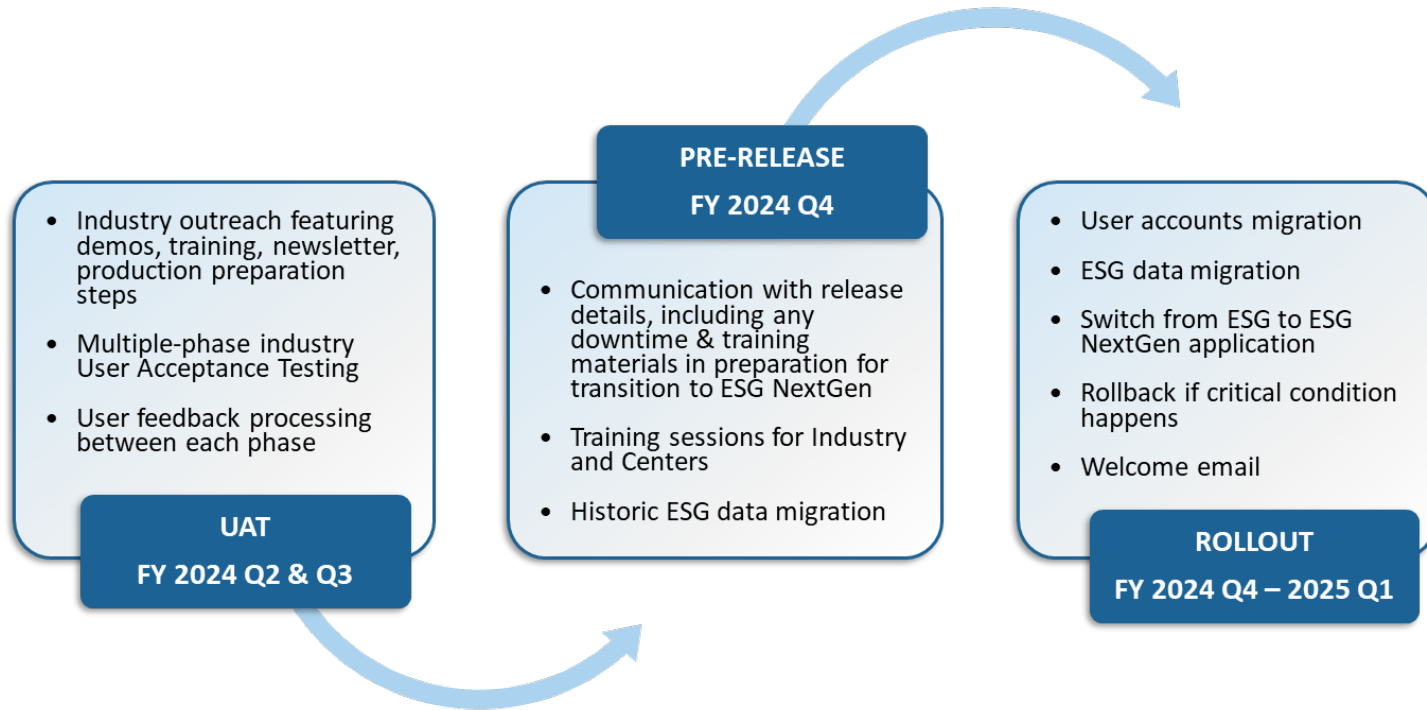 • Industry outreach featuring
demos, training, newsletter,
production preparation
steps
• Multiple-phase industry
User Acceptance Testing
• User feedback processing
between each phase
UAT
FY 2024 Q2 & Q3
PRE-RELEASE
FY 2024 Q4
• Communication with release
details, including any
downtime & training
materials in preparation for
transition to ESG NextGen
• Training sessions for Industry
and Centers
• Historic ESG data migration
• User accounts migration
• ESG data migration
• Switch from ESG to ESG
NextGen application
• Rollback if critical condition
happens
• Welcome email
ROLLOUT
FY 2024 Q4 – 2025 Q1